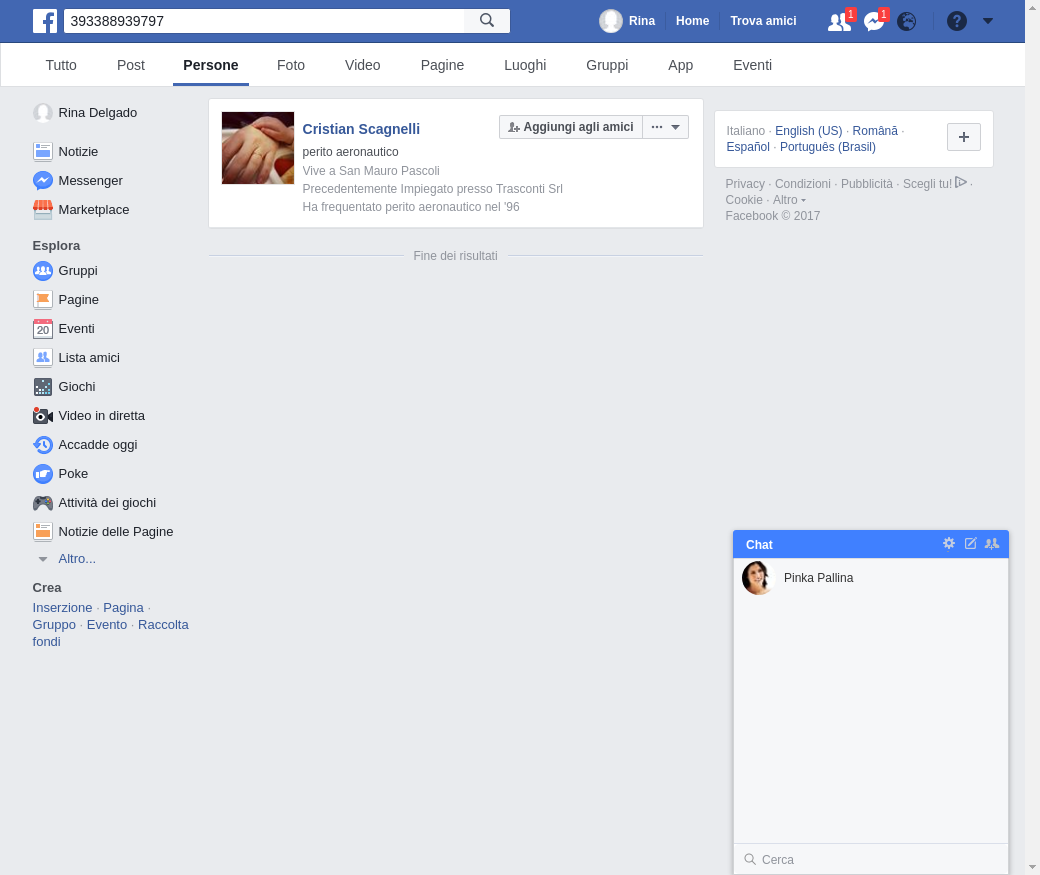 393388939797
Rina Home Trova amici 1 1
Tutto Post Persone Foto Video Pagine Luoghi Gruppi App Eventi
Rina Delgado
Notizie
Messenger
Marketplace
Esplora
Gruppi
Pagine
20 Eventi
Lista amici
Giochi
Video in diretta
Accadde oggi
Poke
Attività dei giochi
Notizie delle Pagine
Altro...
Crea
Inserzione · Pagina ·
Gruppo · Evento · Raccolta
fondi
Cristian Scagnelli
Aggiungi agli amici
perito aeronautico
Vive a San Mauro Pascoli
Precedentemente Impiegato presso Trasconti Srl
Ha frequentato perito aeronautico nel '96
Fine dei risultati
Italiano · English (US) · Română ·
Español · Português (Brasil)
Privacy · Condizioni · Pubblicità · Scegli tu! ·
Cookie · Altro
Facebook © 2017
Chat
Pinka Pallina
Cerca